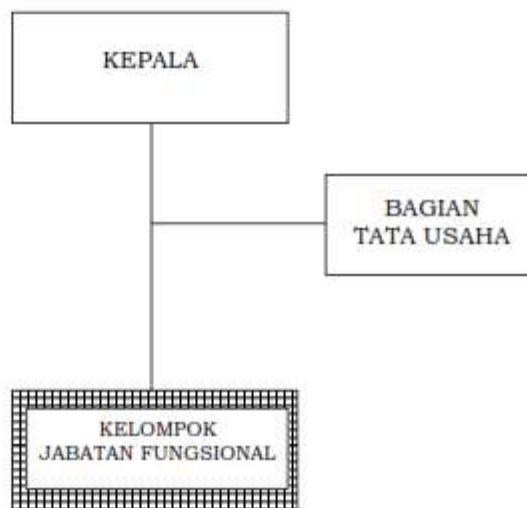 KEPALA
BAGIAN
TATA USAHA
KELOMPOK
JABATAN FUNGSIONAL